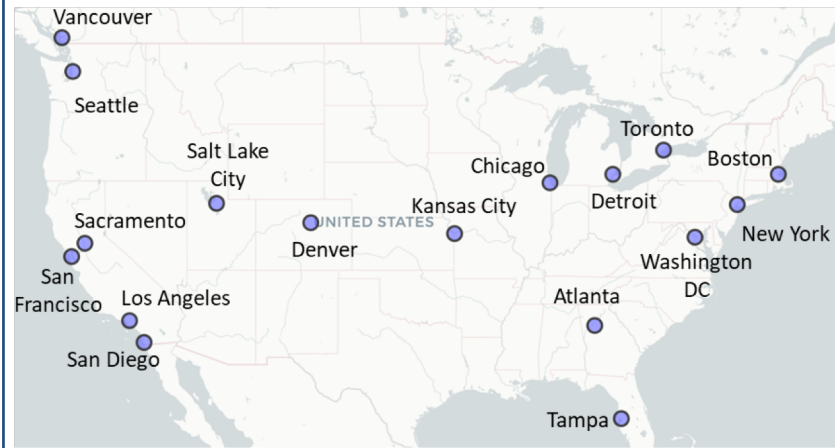 Vancouver
Seattle
Salt Lake
City
Sacramento
San
Francisco
Los Angeles
San Diego
UNITED STATES
Denver
Kansas City
Chicago
Detroit
Toronto
Boston
New York
Washington
DC
Atlanta
Tampa